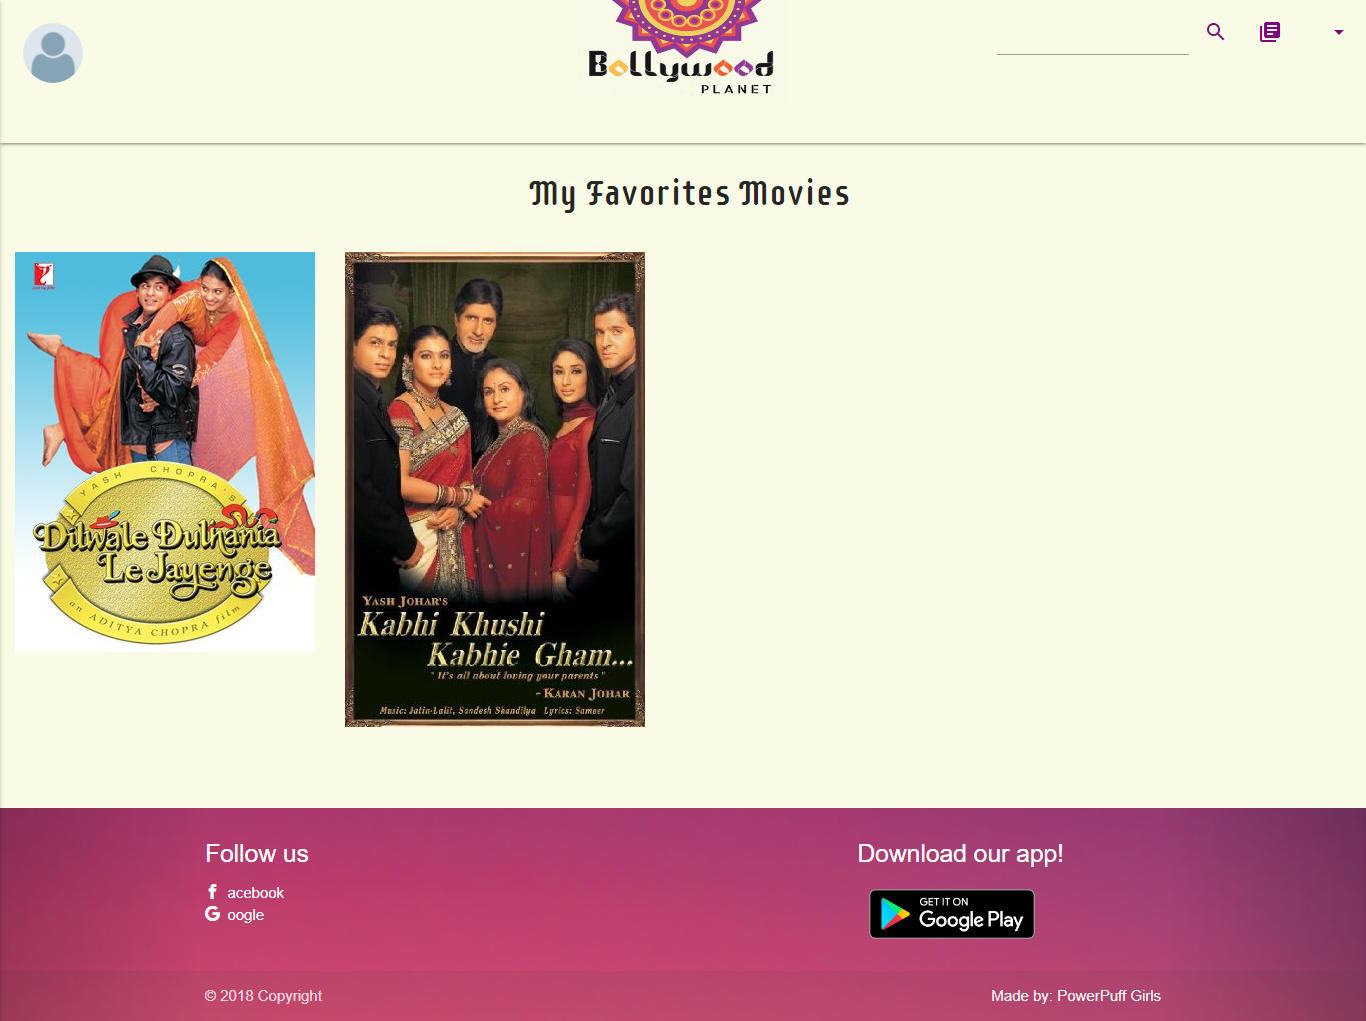 Bollywood
PLANET
My Favorites Movies
YASH CHOPRA'S
Dilwale Dulhania
Le Jayenge
an ADITYA CHOPRA film
YASH JOHAR'S
Kabhi Khushi
Kabhie Gham...
" It's all about loving your parents "
~ KARAN JOHAR
Music: Jatin-Lalit, Sandesh Shandilya Lyrics: Sameer
Follow us
f acebook
G oogle
Download our app!
GET IT ON
Google Play
© 2018 Copyright
Made by: PowerPuff Girls